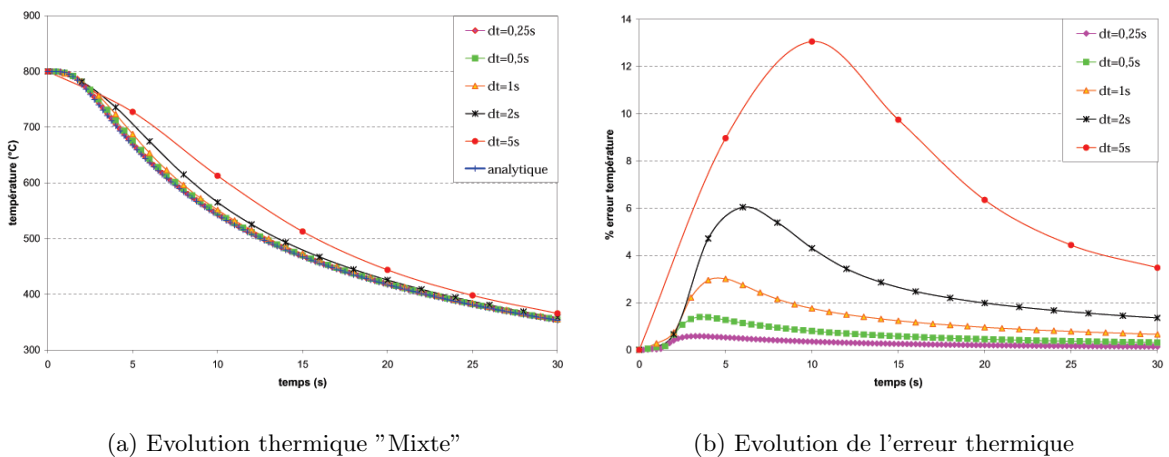 900
800
700
600
500
400
300
température (°C)
0
5
10
15
20
25
30
temps (s)
dt=0,25s
dt=0,5s
dt=1s
dt=2s
dt=5s
analytique
(a) Evolution thermique ”Mixte”
14
12
10
8
6
4
2
0
% erreur température
0
5
10
15
20
25
30
temps (s)
dt=0,25s
dt=0,5s
dt=1s
dt=2s
dt=5s
(b) Evolution de l'erreur thermique